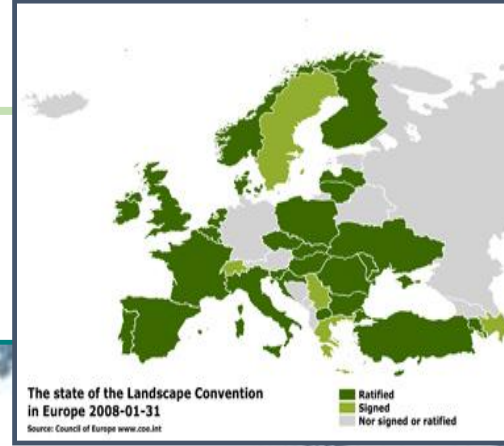 The state of the Landscape Convention
in Europe 2008-01-31
Source: Council of Europe www.coe.int
Ratified
Signed
Nor signed or ratified